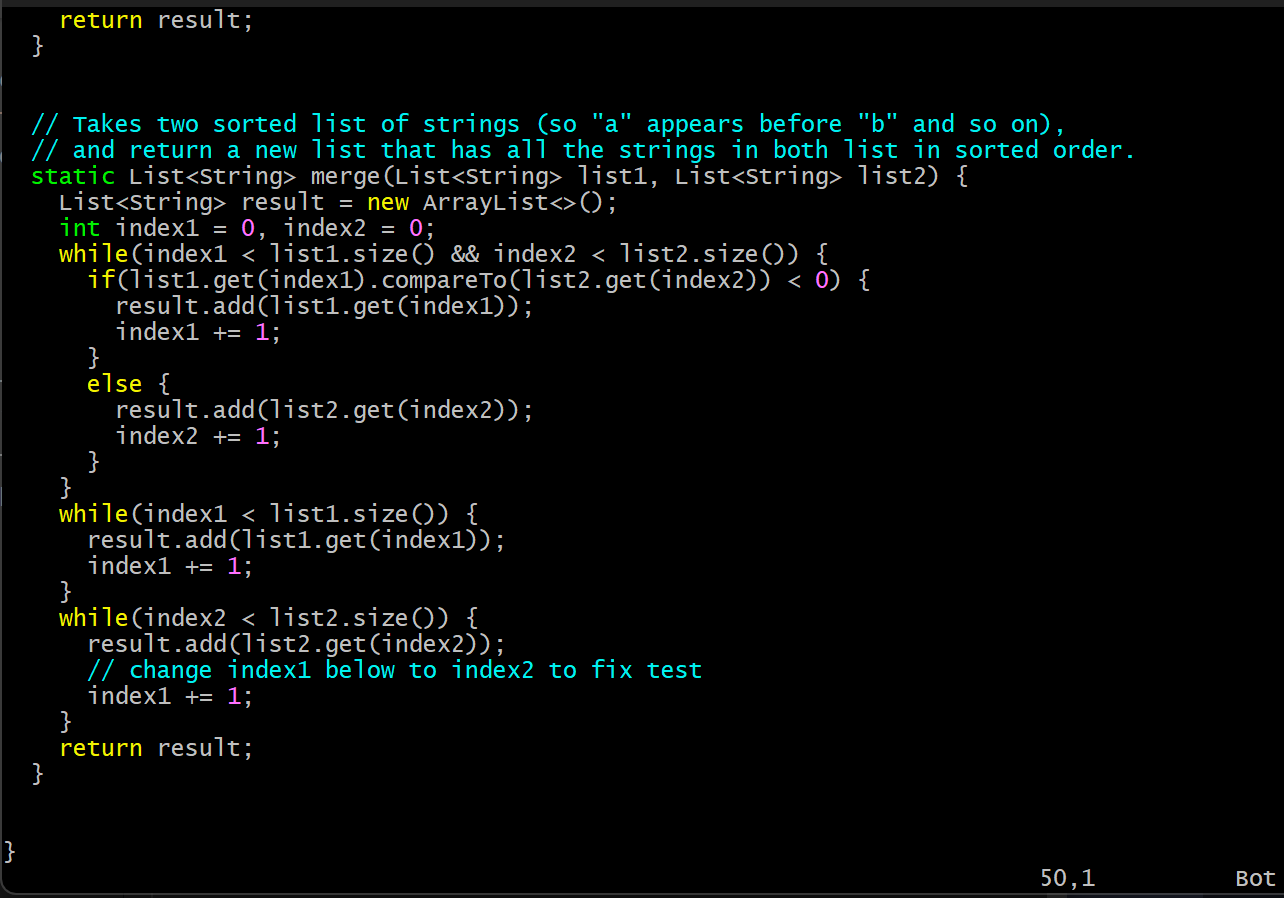 return result;
  }


  // Takes two sorted list of strings (so "a" appears before "b" and so on),
  // and return a new list that has all the strings in both list in sorted order.
  static List<String> merge(List<String> list1, List<String> list2) {
    List<String> result = new ArrayList<>();
    int index1 = 0, index2 = 0;
    while(index1 < list1.size() && index2 < list2.size()) {
      if(list1.get(index1).compareTo(list2.get(index2)) < 0) {
        result.add(list1.get(index1));
        index1 += 1;
      }
      else {
        result.add(list2.get(index2));
        index2 += 1;
      }
    }
    while(index1 < list1.size()) {
      result.add(list1.get(index1));
      index1 += 1;
    }
    while(index2 < list2.size()) {
      result.add(list2.get(index2));
      // change index1 below to index2 to fix test
      index1 += 1;
    }
    return result;
  }


}
50,1 Bot